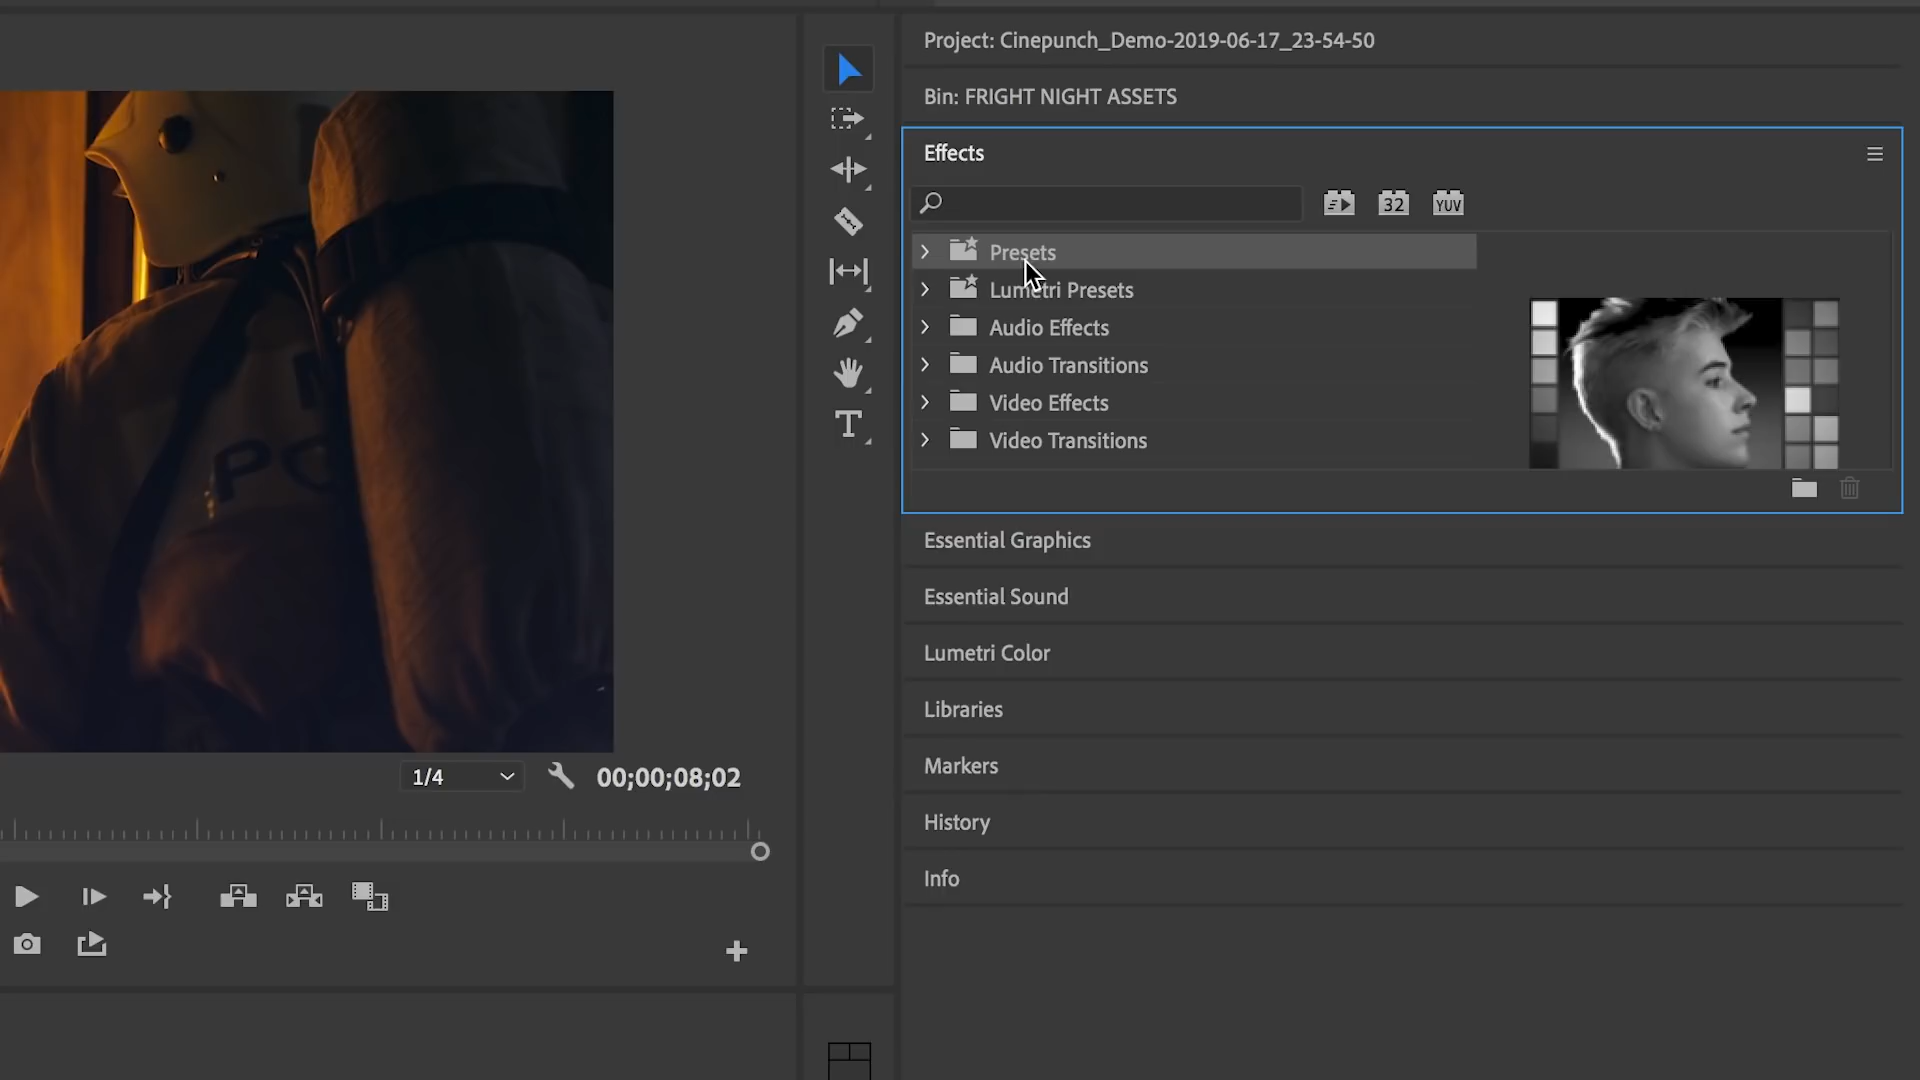 Project: Cinepunch_Demo-2019-06-17_23-54-50
Bin: FRIGHT NIGHT ASSETS
Effects
32
YUV
Presets
Lumetri Presets
Audio Effects
Audio Transitions
Video Effects
Video Transitions
Essential Graphics
Essential Sound
Lumetri Color
Libraries
Markers
History
Info
1/4
00;00;08;02